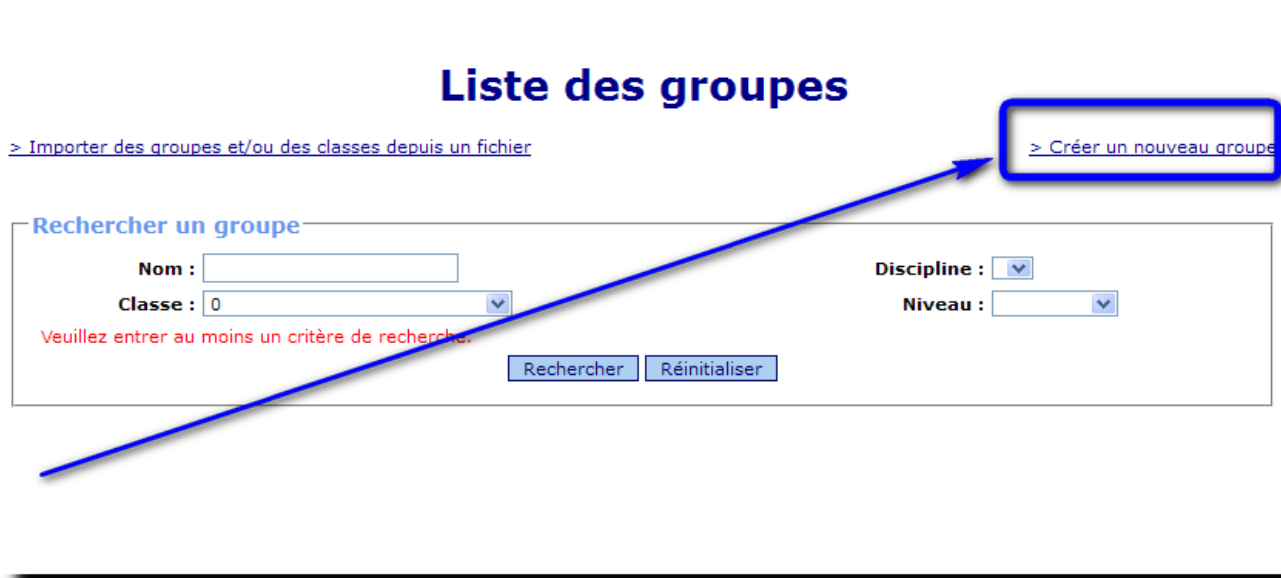 Liste des groupes
> Importer des groupes et/ou des classes depuis un fichier
> Créer un nouveau groupe
Rechercher un groupe
Nom :
Discipline :
Classe : 0
Niveau :
Veuillez entrer au moins un critère de recherche.
Rechercher Réinitialiser